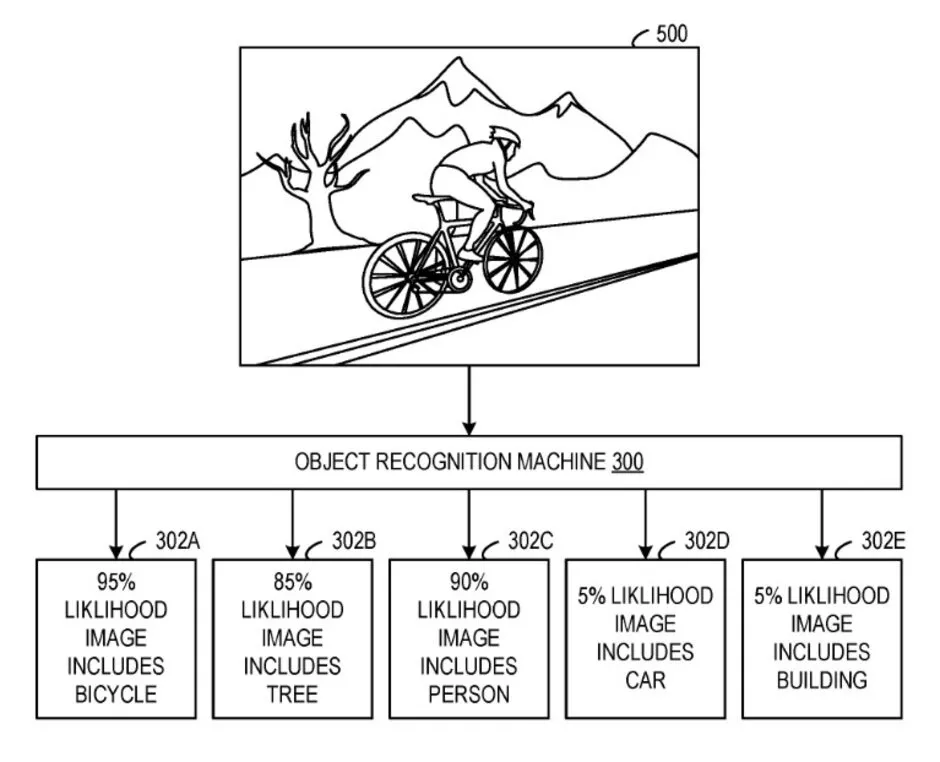 500
OBJECT RECOGNITION MACHINE 300
302A
302B
302C
302D
302E
95%
LIKLIHOOD
IMAGE
INCLUDES
BICYCLE
85%
LIKLIHOOD
IMAGE
INCLUDES
TREE
90%
LIKLIHOOD
IMAGE
INCLUDES
PERSON
5% LIKLIHOOD
IMAGE
INCLUDES
CAR
5% LIKLIHOOD
IMAGE
INCLUDES
BUILDING